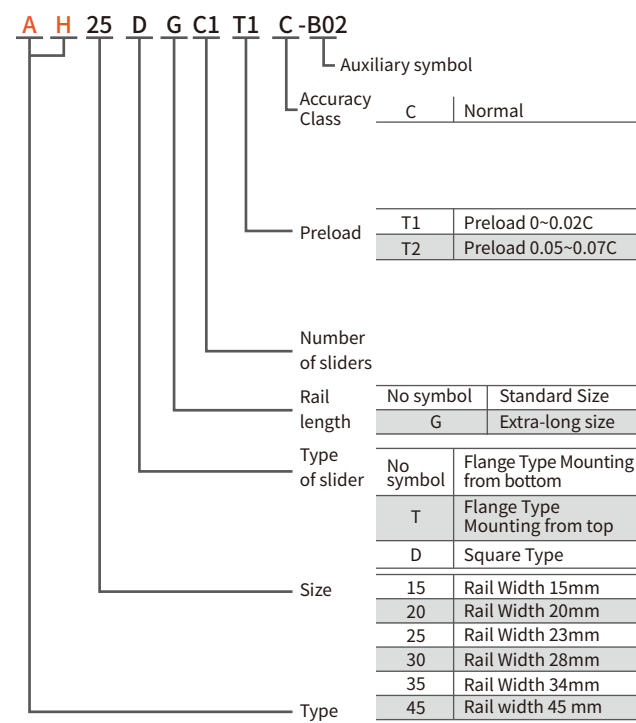 A H 25 D G C1 T1 C -B02
Auxiliary symbol
Accuracy
Class
C Normal
Preload
T1 Preload 0~0.02C
T2 Preload 0.05~0.07C
Number
of sliders
Rail
length
No symbol Standard Size
G Extra-long size
Type
of slider
No
symbol
Flange Type Mounting
from bottom
T
Flange Type
Mounting from top
D Square Type
Size
15 Rail Width 15mm
20 Rail Width 20mm
25 Rail Width 23mm
30 Rail Width 28mm
35 Rail Width 34mm
45 Rail width 45 mm
Type